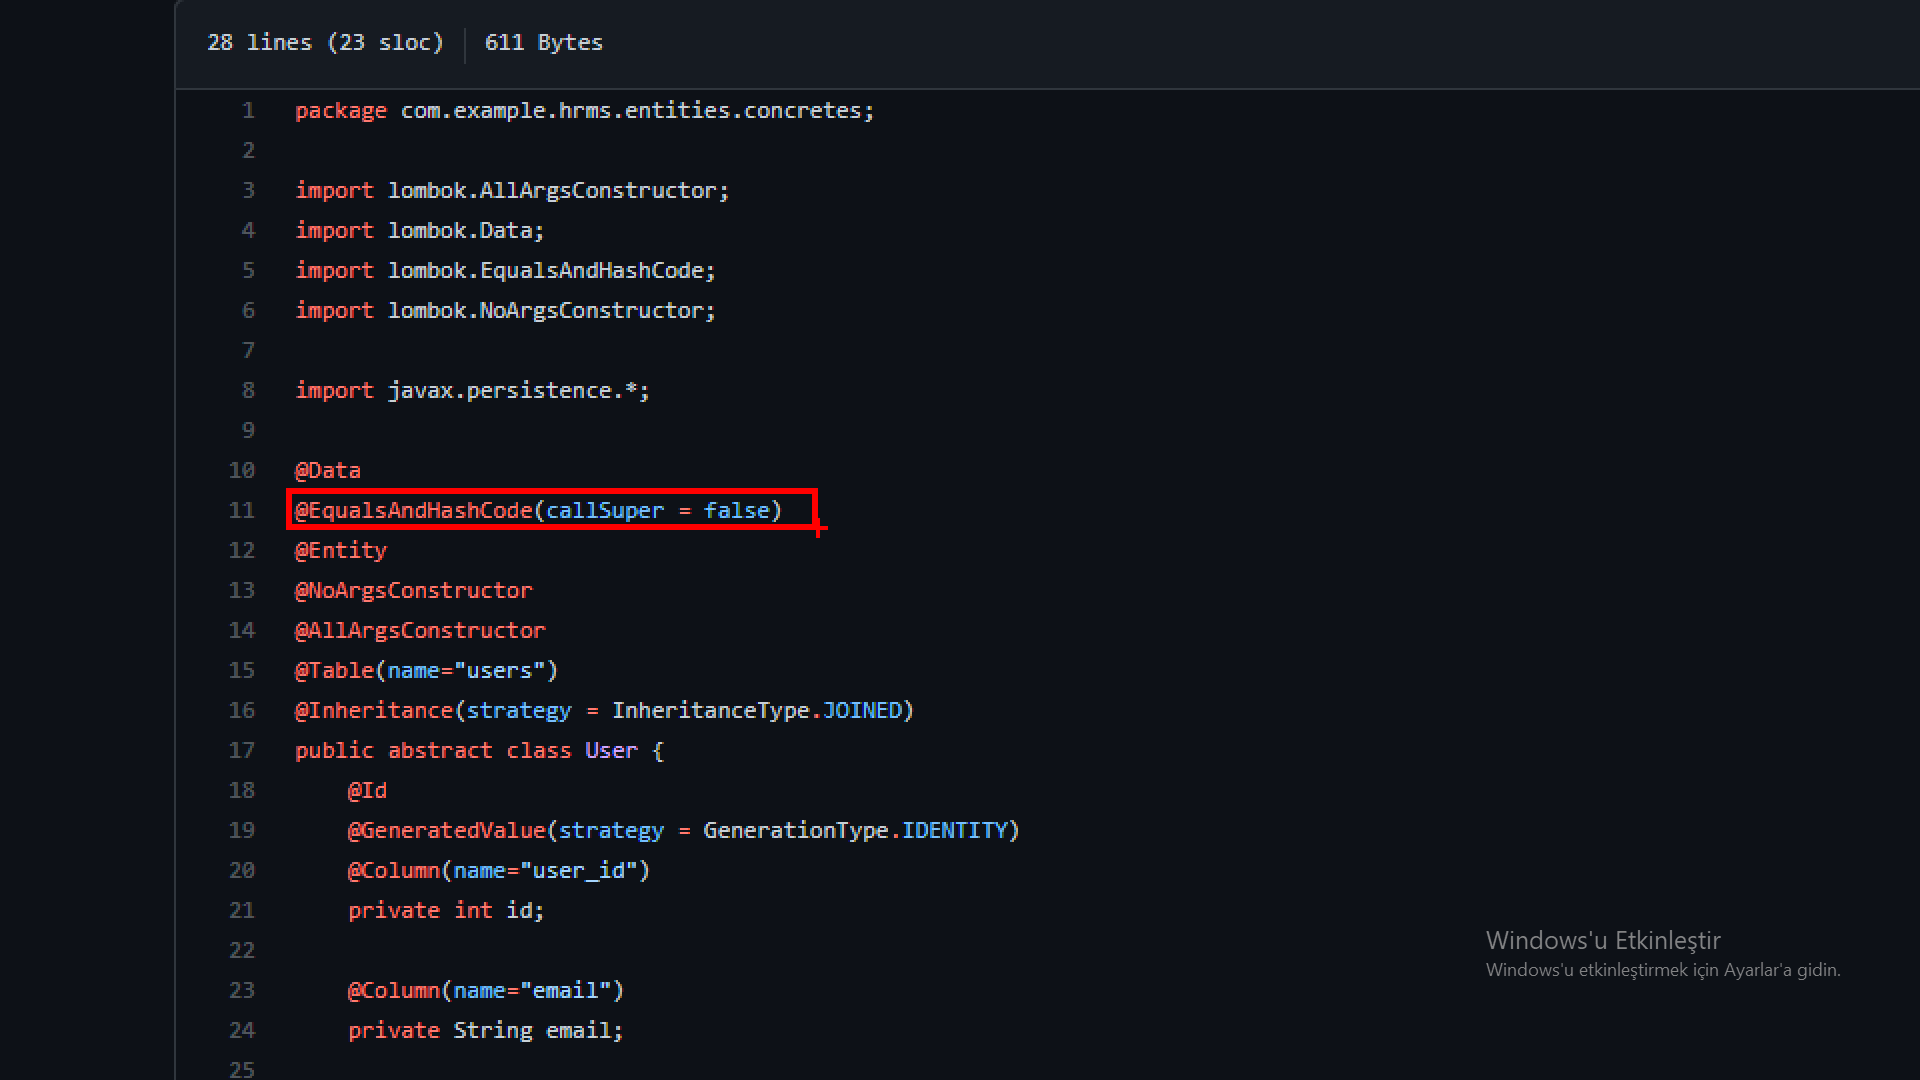 28 lines (23 sloc) 611 Bytes
1 package com.example.hrms.entities.concretes;
2
3 import lombok.AllArgsConstructor;
4 import lombok.Data;
5 import lombok.EqualsAndHashCode;
6 import lombok.NoArgsConstructor;
7
8 import javax.persistence.*;
9
10 @Data
11 @EqualsAndHashCode(callSuper = false)
12 @Entity
13 @NoArgsConstructor
14 @AllArgsConstructor
15 @Table(name="users")
16 @Inheritance(strategy = InheritanceType.JOINED)
17 public abstract class User {
18     @Id
19     @GeneratedValue(strategy = GenerationType.IDENTITY)
20     @Column(name="user_id")
21     private int id;
22
23     @Column(name="email")
24     private String email;
25
Windows'u Etkinleştir
Windows'u etkinleştirmek için Ayarlar'a gidin.